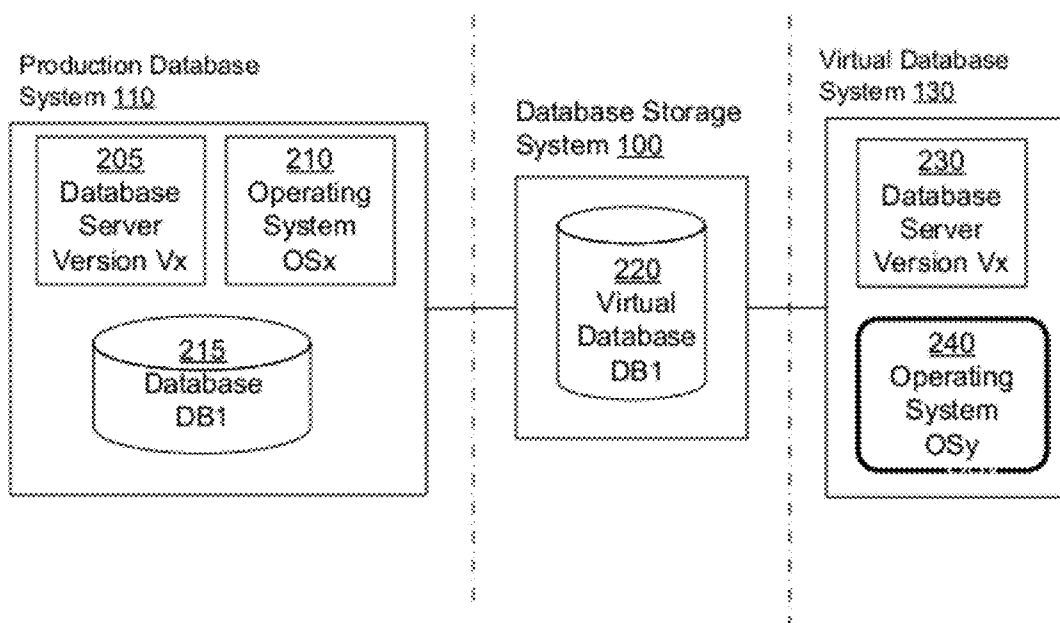 Production Database
System 110
205
Database
Server
Version Vx
210
Operating
System
OSx
215
Database
DB1
Database Storage
System 100
220
Virtual
Database
DB1
Virtual Database
System 130
230
Database
Server
Version Vx
240
Operating
System
OSy